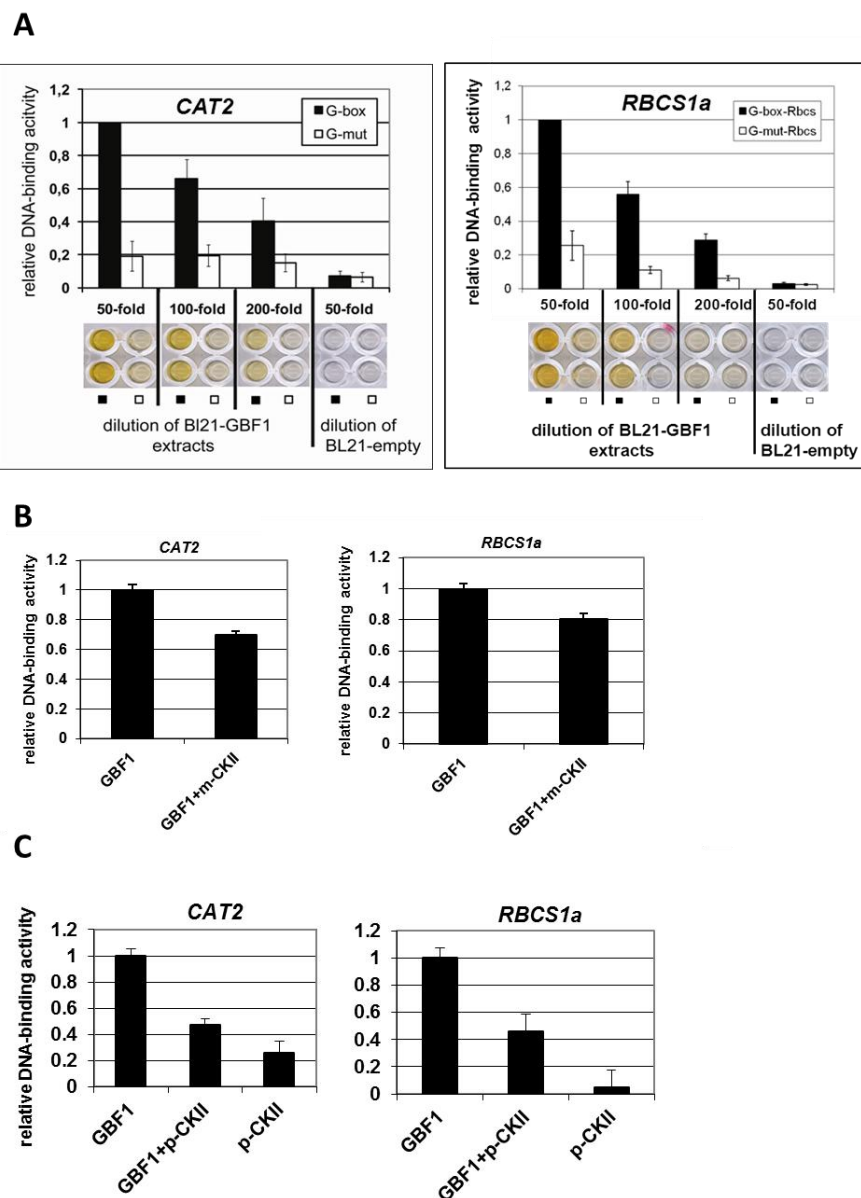 A
CAT2
relative DNA-binding acitivity
1,2
1
0,8
0,6
0,4
0,2
0
G-box
G-mut
50-fold 100-fold 200-fold 50-fold
dilution of Bl21-GBF1 extracts
dilution of BL21-empty
RBCS1a
relative DNA-binding activity
1,2
1
0,8
0,6
0,4
0,2
0
G-box-Rbcs
G-mut-Rbcs
50-fold 100-fold 200-fold 50-fold
dilution of BL21-GBF1 extracts
dilution of BL21-empty
B
CAT2
relative DNA-binding activity
1.2
1
0.8
0.6
0.4
0.2
0
GBF1
GBF1+m-CKII
RBCS1a
relative DNA-binding activity
1.2
1
0.8
0.6
0.4
0.2
0
GBF1
GBF1+m-CKII
C
CAT2
relative DNA-binding activity
1.2
1
0.8
0.6
0.4
0.2
0
GBF1
GBF1+p-CKII
p-CKII
RBCS1a
1.2
1
0.8
0.6
0.4
0.2
0
GBF1
GBF1+p-CKII
p-CKII